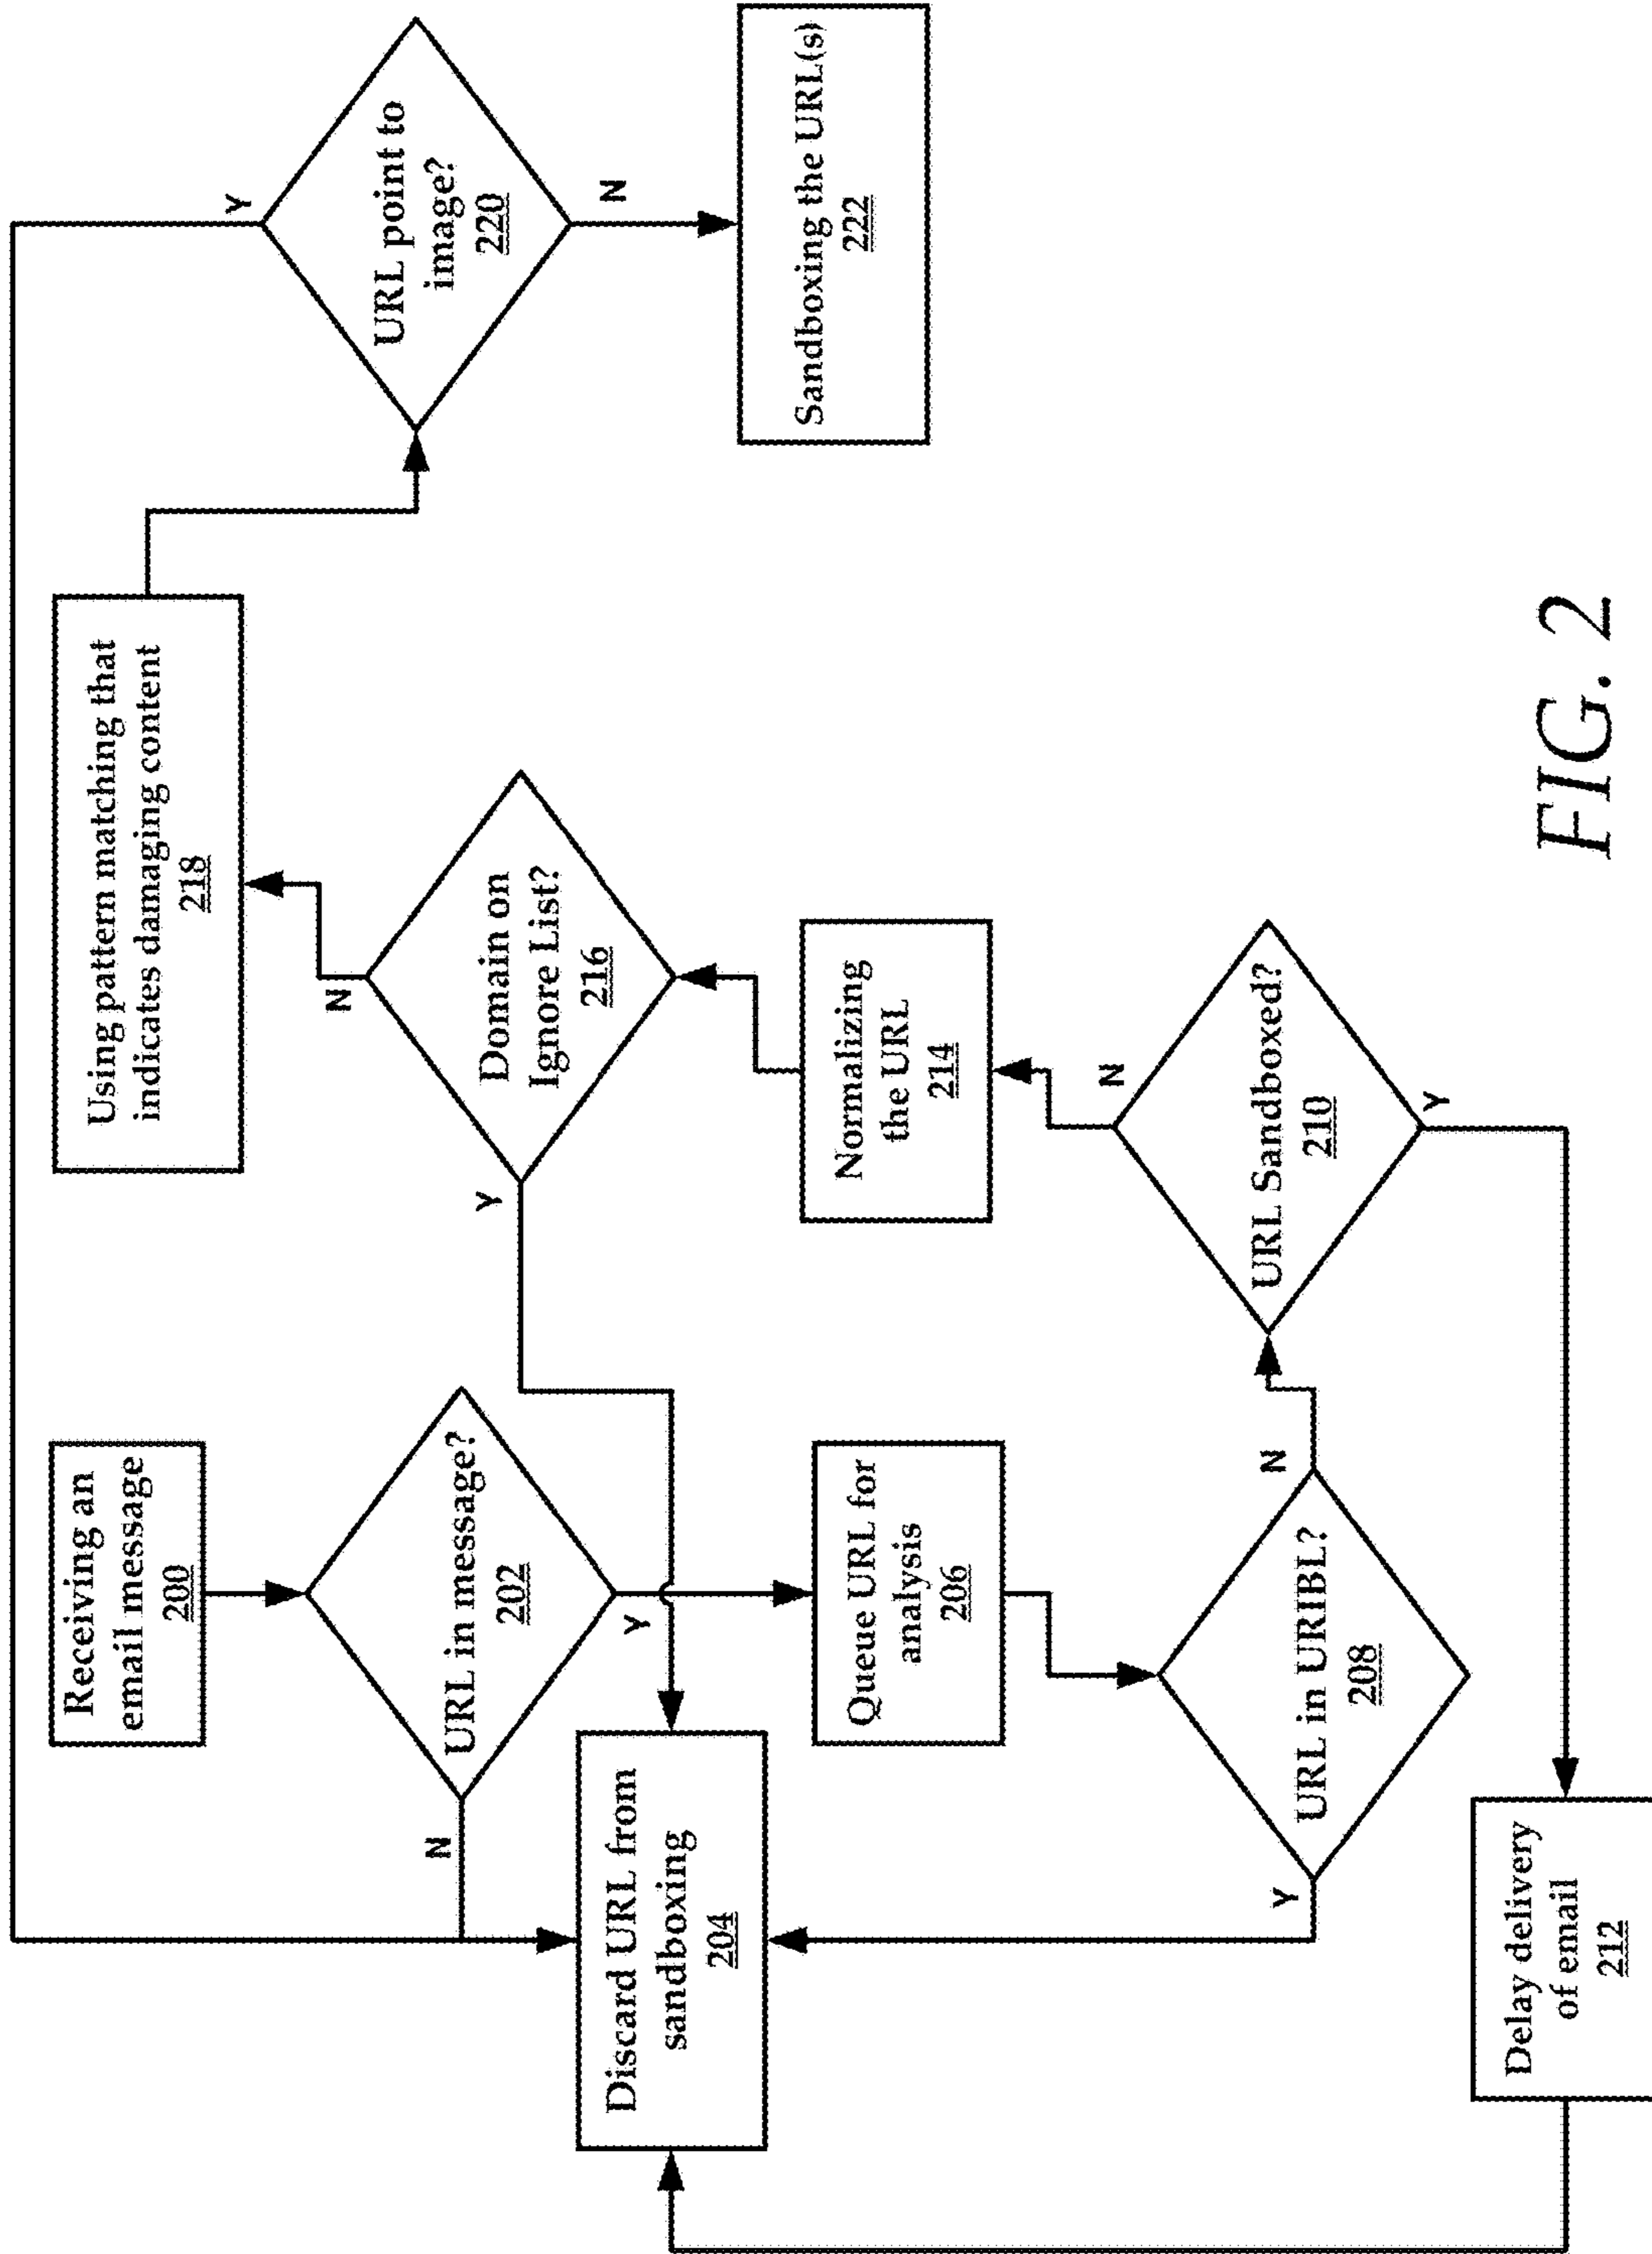 Receiving an
email message
200
URL in message?
202
N
Y
Discard URL from
sandboxing
204
Queue URL for
analysis
206
URL in URIBL?
208
Y
N
URL Sandboxed?
210
N
Y
Delay delivery
of email
212
Normalizing
the URL
214
Domain on
Ignore List?
216
Y
N
Using pattern matching that
indicates damaging content
218
URL point to
image?
220
Y
N
Sandboxing the URL(s)
222
FIG. 2